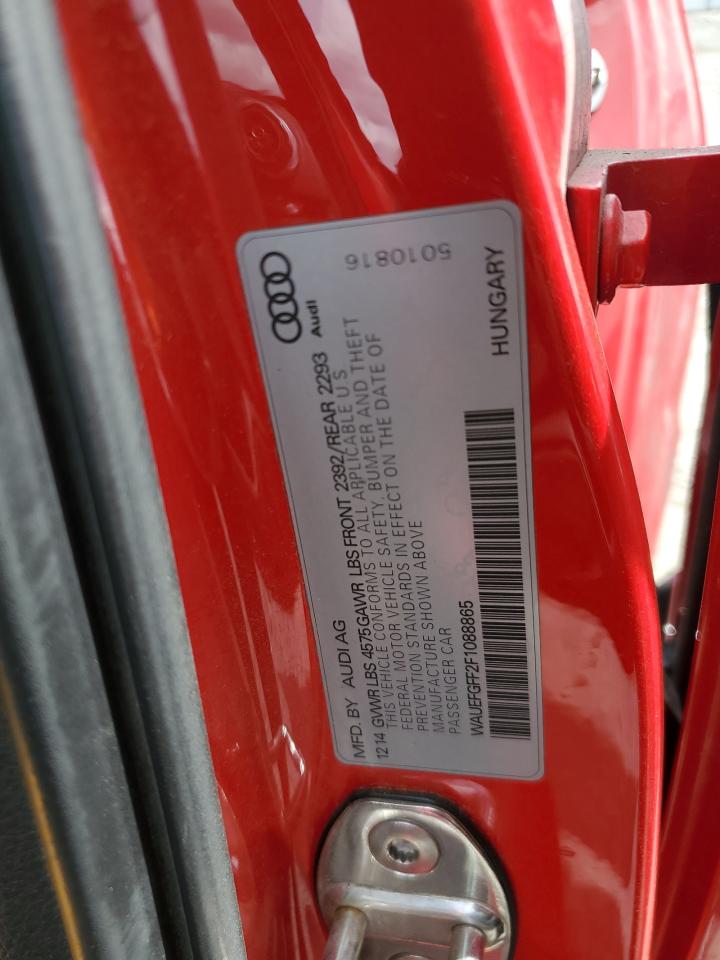 MFD. BY AUDI AG
Audi
12 14 GVWR LBS 4575 GAWR LBS FRONT 2392/REAR 2293
THIS VEHICLE CONFORMS TO ALL APPLICABLE U S
FEDERAL MOTOR VEHICLE SAFETY, BUMPER AND THEFT
PREVENTION STANDARDS IN EFFECT ON THE DATE OF
MANUFACTURE SHOWN ABOVE
PASSENGER CAR
5010816
WAUEFGFF2F1088865
HUNGARY